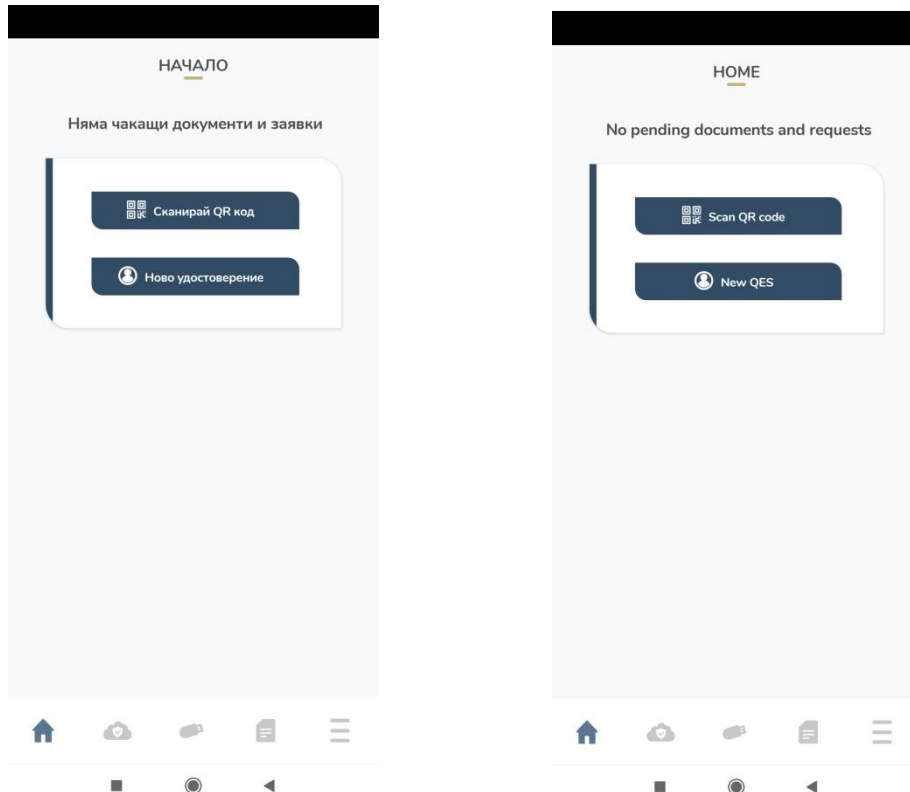 НАЧАЛО
Няма чакащи документи и заявки
Сканирай QR код
Ново удостоверение
HOME
No pending documents and requests
Scan QR code
New QES